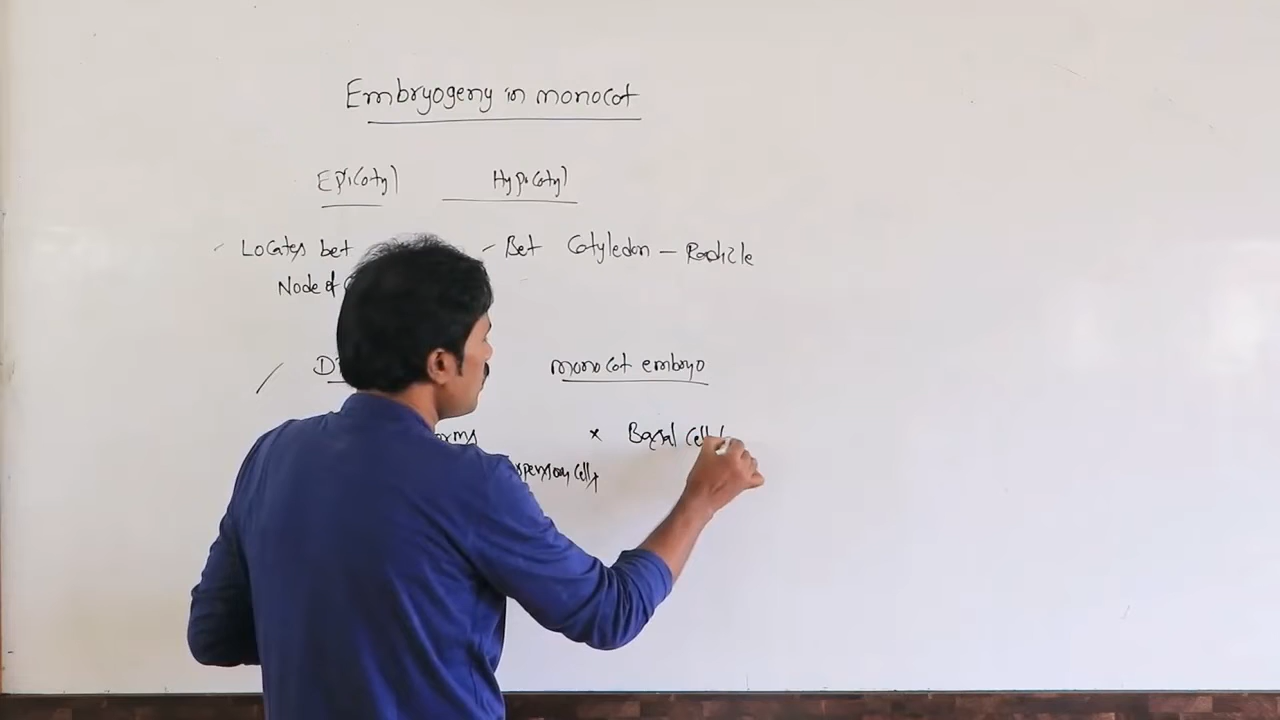 Embryogeny in monocot
Epicotyl Hypocotyl
Locates bet - Bet Cotyledon - Radicle
Node of
monocot embryo
* Basal cell